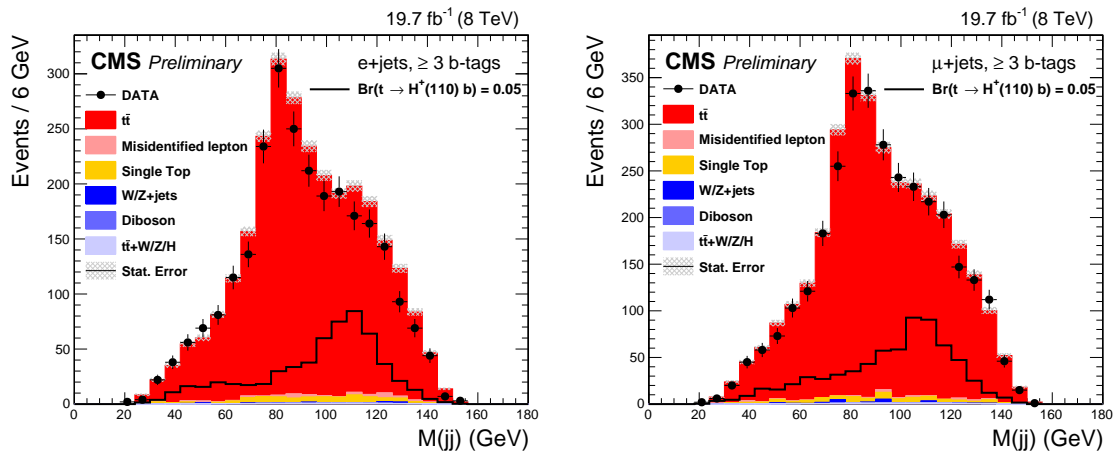 19.7 fb⁻¹ (8 TeV)
CMS Preliminary
e+jets, ≥ 3 b-tags
DATA
Br(t → H⁺(110) b) = 0.05
tt̄
Misidentified lepton
Single Top
W/Z+jets
Diboson
tt̄+W/Z/H
Stat. Error
Events / 6 GeV
300
250
200
150
100
50
0
0 20 40 60 80 100 120 140 160 180
M(jj) (GeV)
19.7 fb⁻¹ (8 TeV)
CMS Preliminary
μ+jets, ≥ 3 b-tags
DATA
Br(t → H⁺(110) b) = 0.05
tt̄
Misidentified lepton
Single Top
W/Z+jets
Diboson
tt̄+W/Z/H
Stat. Error
Events / 6 GeV
350
300
250
200
150
100
50
0
0 20 40 60 80 100 120 140 160 180
M(jj) (GeV)